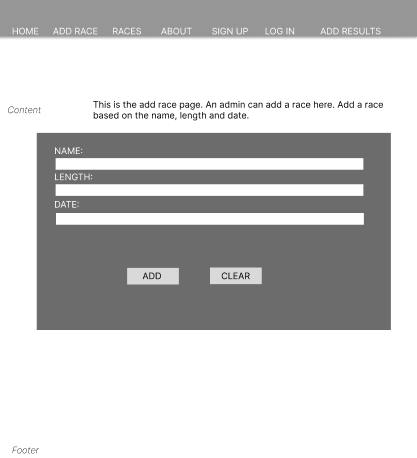 HOME ADD RACE RACES ABOUT SIGN UP LOG IN ADD RESULTS
Content
This is the add race page. An admin can add a race here. Add a race
based on the name, length and date.
NAME:
LENGTH:
DATE:
ADD CLEAR
Footer